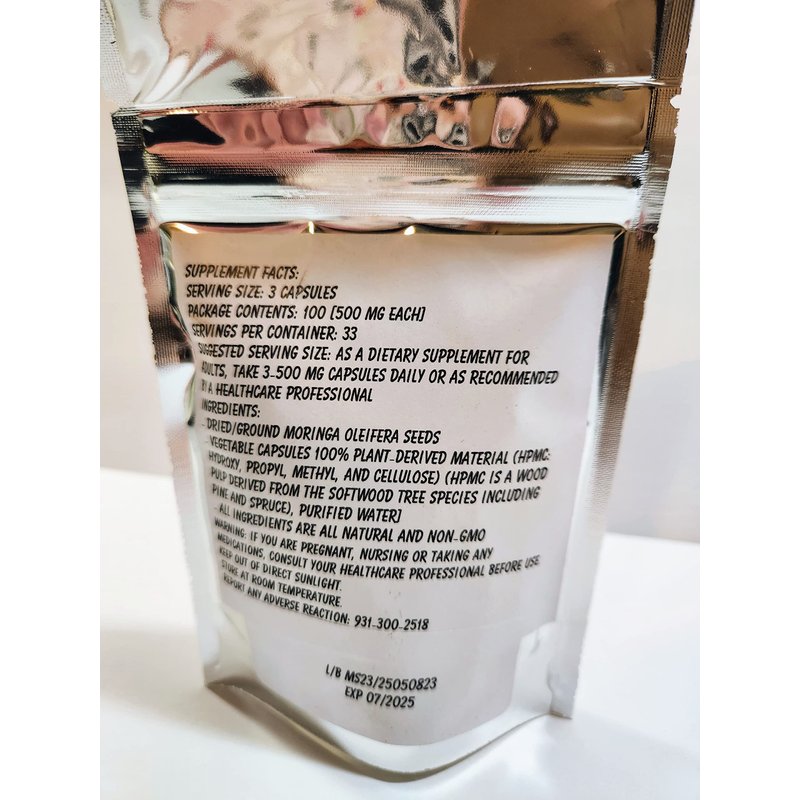 SUPPLEMENT FACTS:
SERVING SIZE: 3 CAPSULES
PACKAGE CONTENTS: 100 [500 MG EACH]
SERVINGS PER CONTAINER: 33
SUGGESTED SERVING SIZE: AS A DIETARY SUPPLEMENT FOR
ADULTS, TAKE 3-500 MG CAPSULES DAILY OR AS RECOMMENDED
BY A HEALTHCARE PROFESSIONAL
INGREDIENTS:
- DRIED/GROUND MORINGA OLEIFERA SEEDS
- VEGETABLE CAPSULES 100% PLANT-DERIVED MATERIAL (HPMC:
HYDROXY, PROPYL, METHYL, AND CELLULOSE) (HPMC IS A WOOD
PULP DERIVED FROM THE SOFTWOOD TREE SPECIES INCLUDING
PINE AND SPRUCE), PURIFIED WATER]
- ALL INGREDIENTS ARE ALL NATURAL AND NON-GMO
WARNING: IF YOU ARE PREGNANT, NURSING OR TAKING ANY
MEDICATIONS, CONSULT YOUR HEALTHCARE PROFESSIONAL BEFORE USE.
KEEP OUT OF DIRECT SUNLIGHT.
STORE AT ROOM TEMPERATURE.
REPORT ANY ADVERSE REACTION: 931-300-2518
L/B MS23/25050823
EXP 07/2025